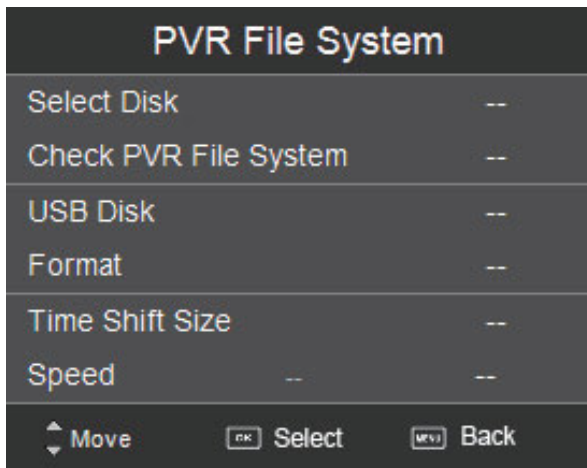 PVR File System
Select Disk --
Check PVR File System --
USB Disk --
Format --
Time Shift Size --
Speed -- --
Move OK Select MENU Back